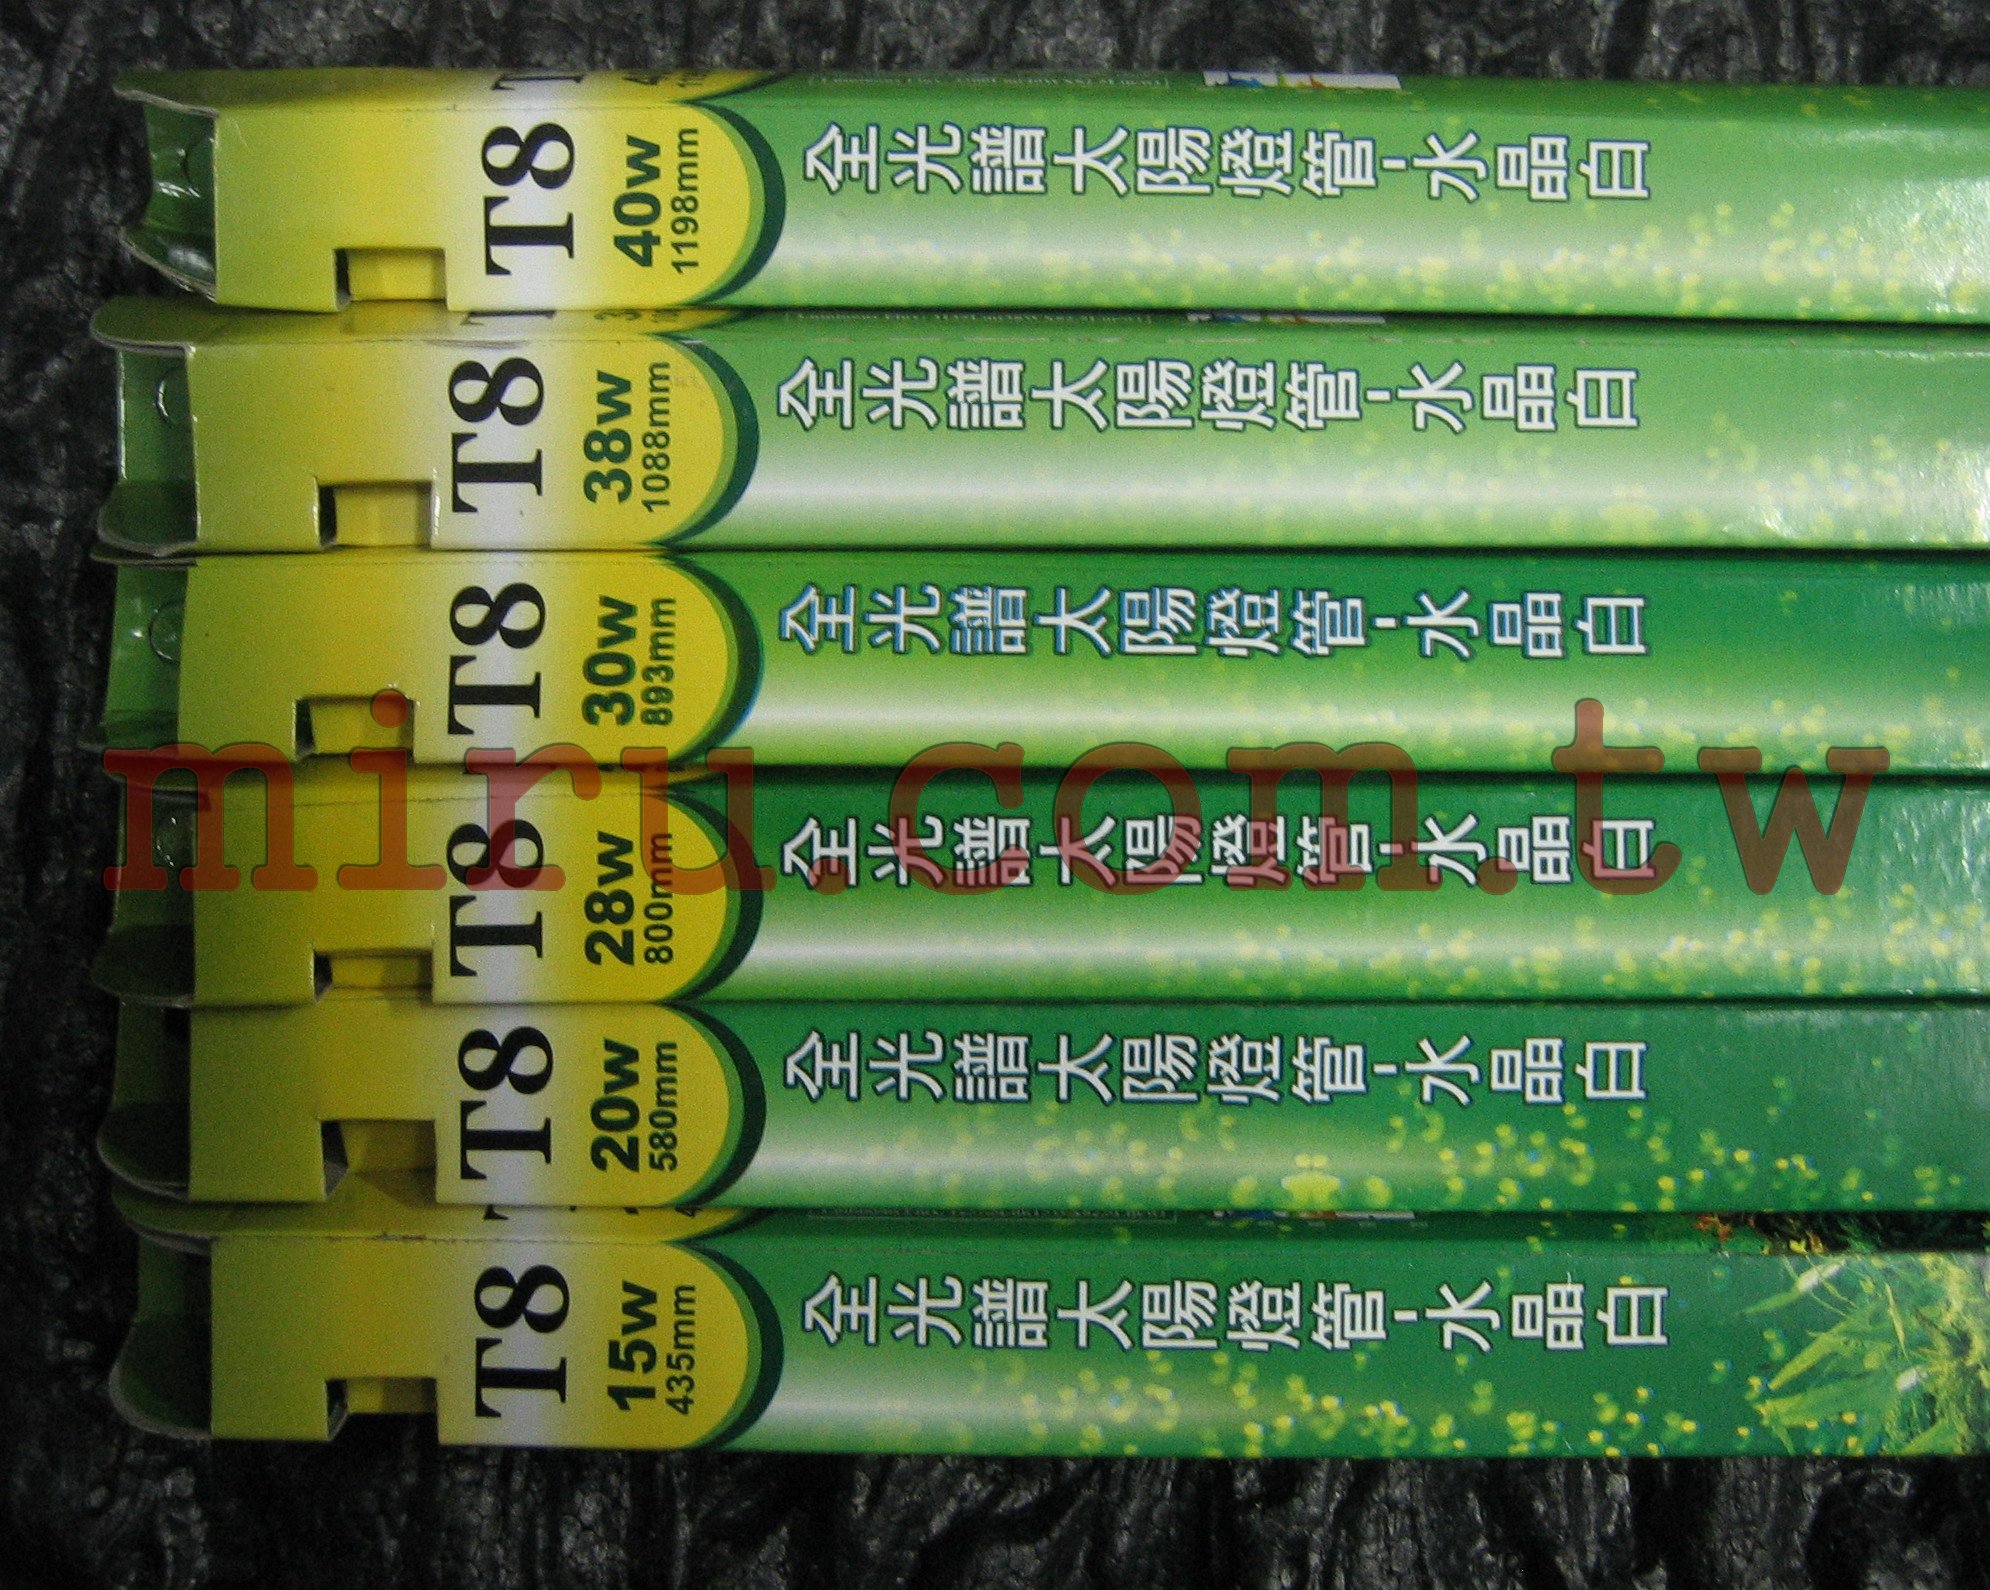 T8
40w
1198mm
全光譜太陽燈管-水晶白
T8
38w
1088mm
全光譜太陽燈管-水晶白
T8
30w
893mm
全光譜太陽燈管-水晶白
miru.com.tw
T8
28w
800mm
全光譜太陽燈管-水晶白
T8
20w
580mm
全光譜太陽燈管-水晶白
T8
15w
435mm
全光譜太陽燈管-水晶白